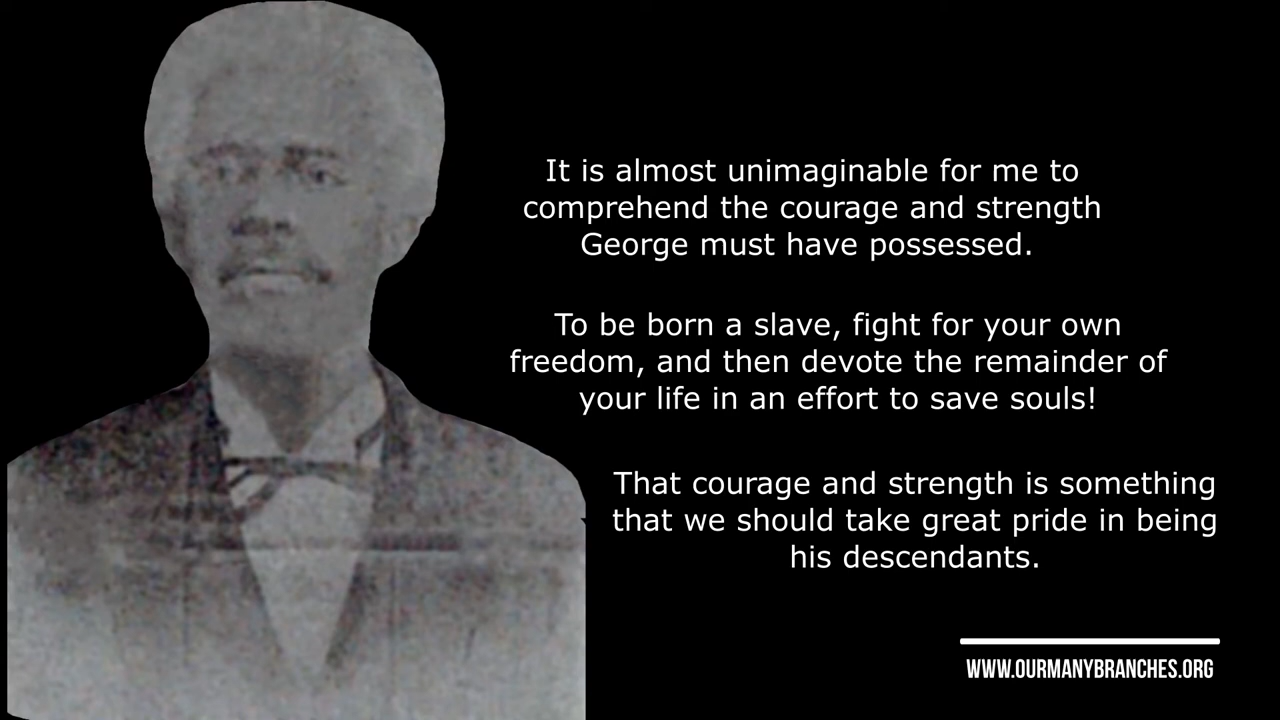 It is almost unimaginable for me to
comprehend the courage and strength
George must have possessed.
To be born a slave, fight for your own
freedom, and then devote the remainder of
your life in an effort to save souls!
That courage and strength is something
that we should take great pride in being
his descendants.
WWW.OURMANYBRANCHES.ORG